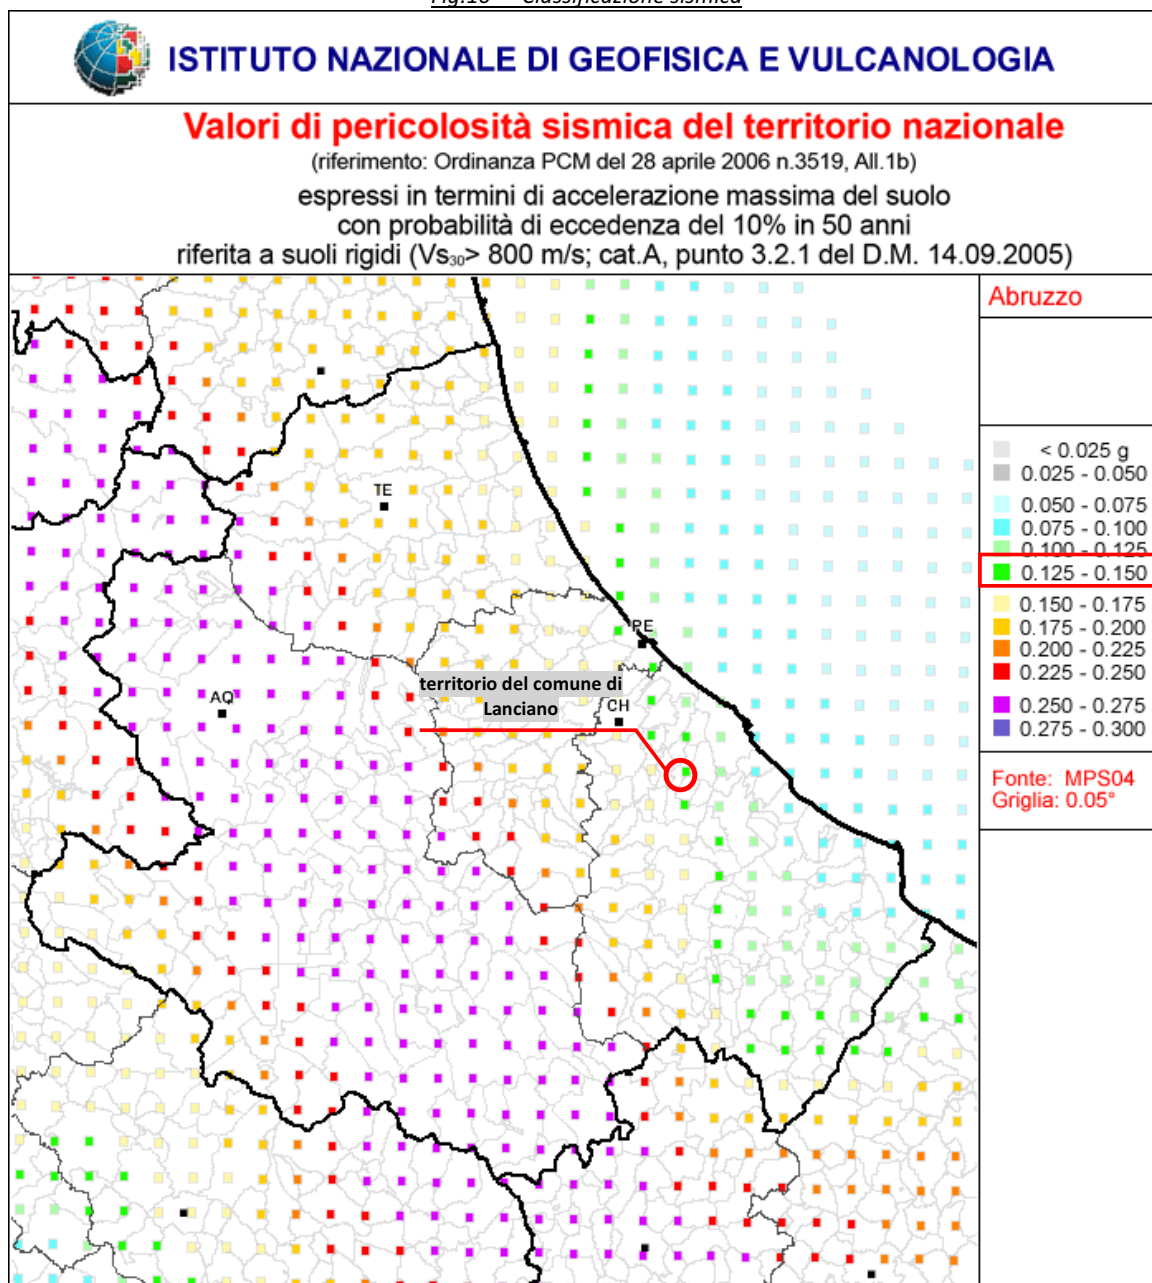 Fig.10 – Classificazione sismica
ISTITUTO NAZIONALE DI GEOFISICA E VULCANOLOGIA
Valori di pericolosità sismica del territorio nazionale
(riferimento: Ordinanza PCM del 28 aprile 2006 n.3519, All.1b)
espressi in termini di accelerazione massima del suolo
con probabilità di eccedenza del 10% in 50 anni
riferita a suoli rigidi (Vs30> 800 m/s; cat.A, punto 3.2.1 del D.M. 14.09.2005)
Abruzzo
< 0.025 g
0.025 - 0.050
0.050 - 0.075
0.075 - 0.100
0.100 - 0.125
0.125 - 0.150
0.150 - 0.175
0.175 - 0.200
0.200 - 0.225
0.225 - 0.250
0.250 - 0.275
0.275 - 0.300
Fonte: MPS04
Griglia: 0.05°
TE
PE
AQ
territorio del comune di
Lanciano
CH